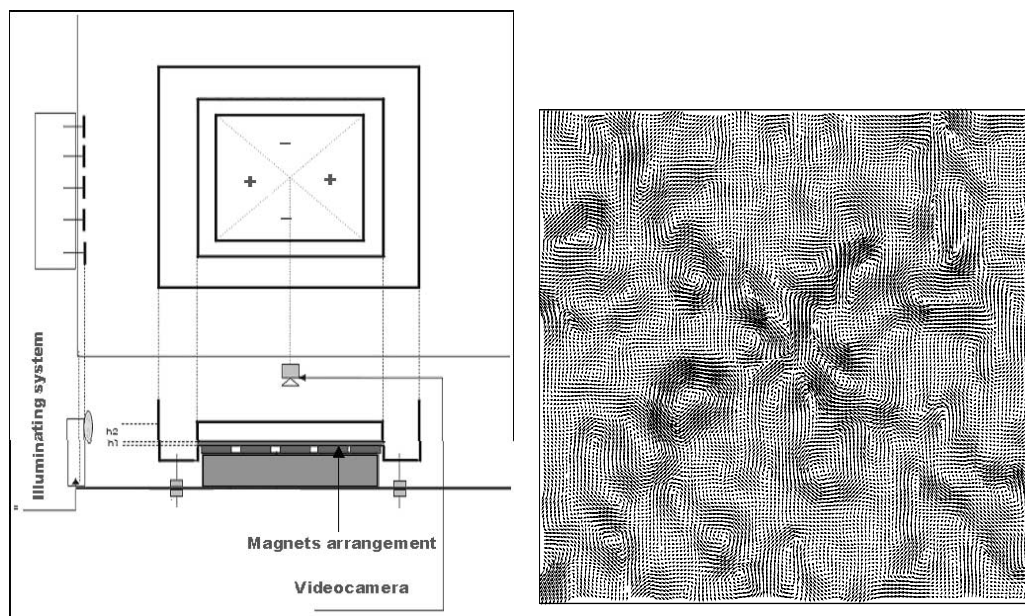 −
+ +
−
Illuminating system
h2
h1
Magnets arrangement
Videocamera